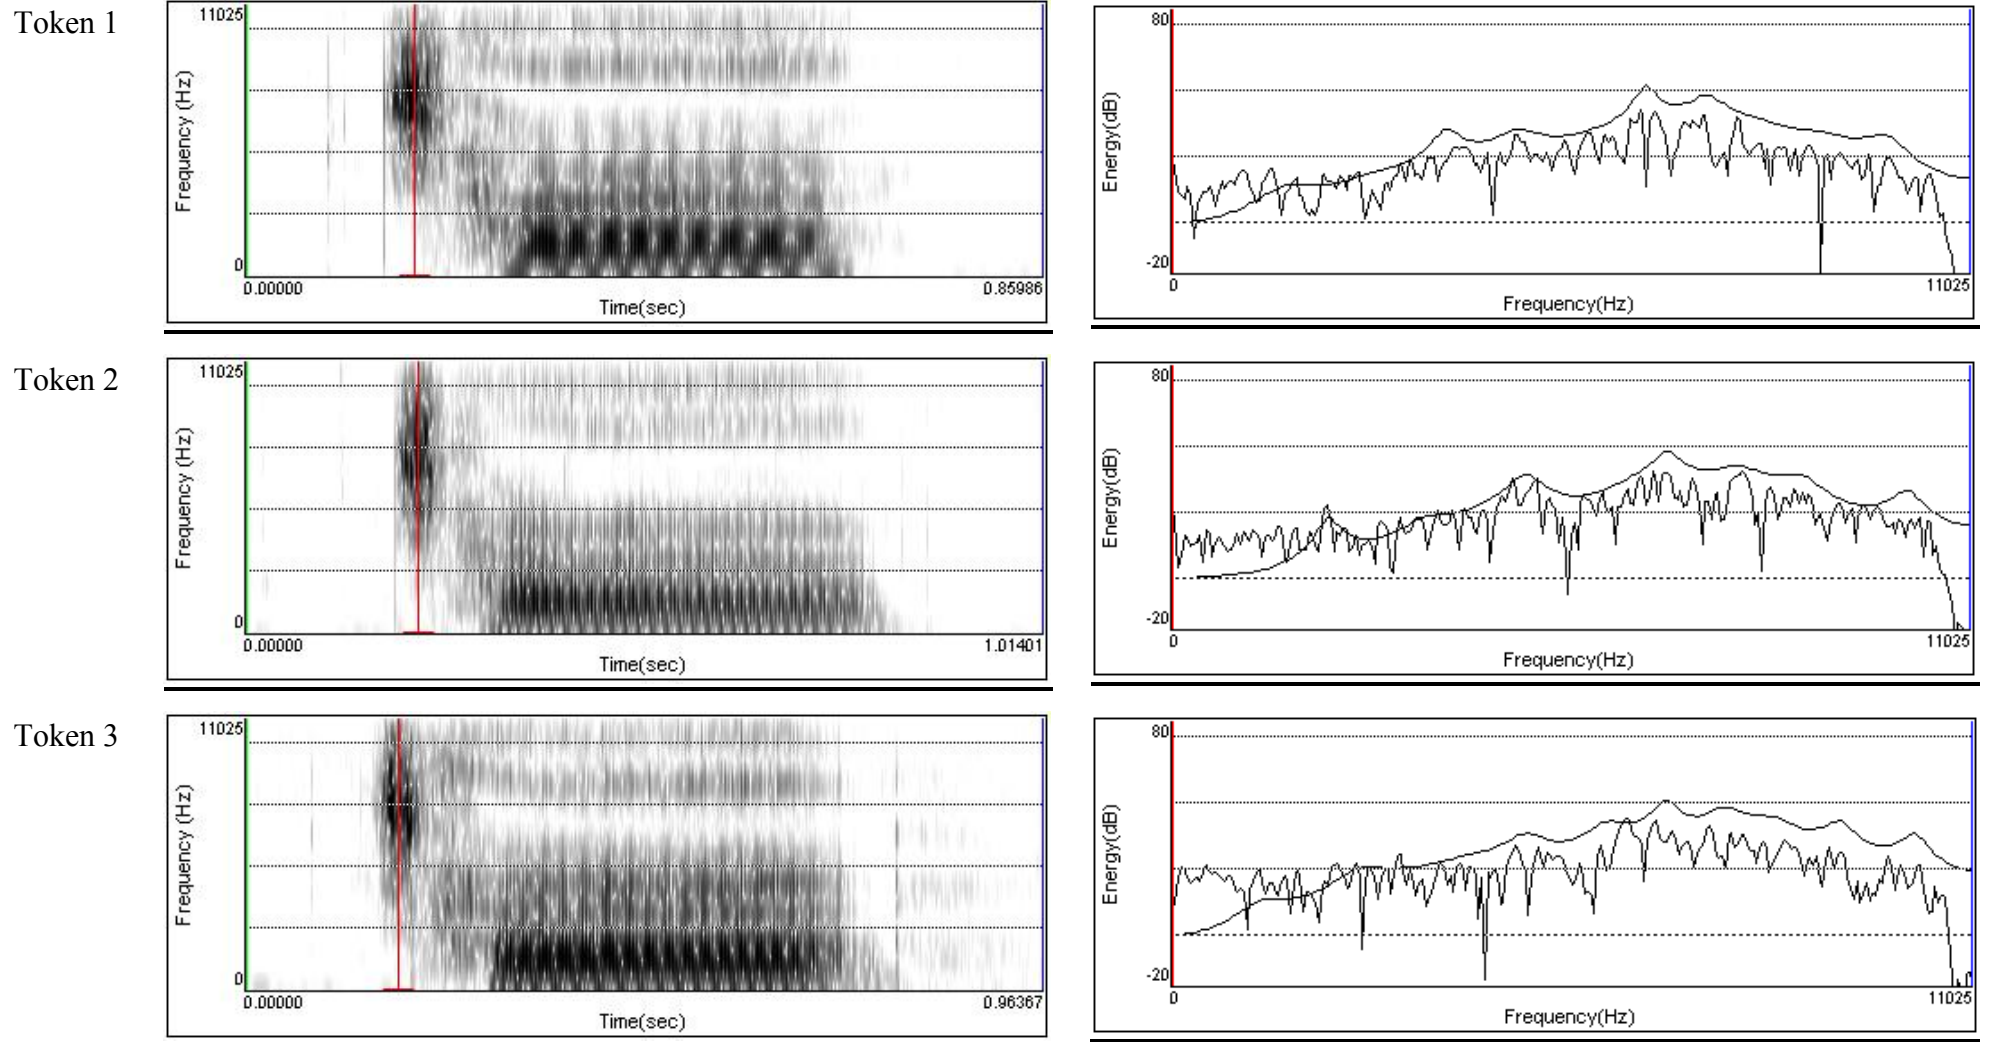 Token 1
11025
Frequency (Hz)
0
0.00000
0.85986
Time(sec)
80
Energy(dB)
-20
0
11025
Frequency(Hz)
Token 2
11025
Frequency (Hz)
0
0.00000
1.01401
Time(sec)
80
Energy(dB)
-20
0
11025
Frequency(Hz)
Token 3
11025
Frequency (Hz)
0
0.00000
0.96367
Time(sec)
80
Energy(dB)
-20
0
11025
Frequency(Hz)